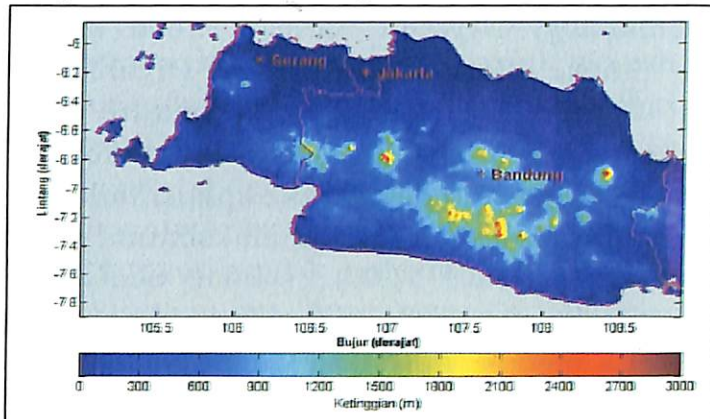 -6
-6.2
-6.4
-6.6
-6.8
-7
-7.2
-7.4
-7.6
-7.8
Lintang (derajat)
Serang
Jakarta
Bandung
105.5 106 106.5 107 107.5 108 108.5
Bujur (derajat)
0 300 600 900 1200 1500 1800 2100 2400 2700 3000
Ketinggian (m)